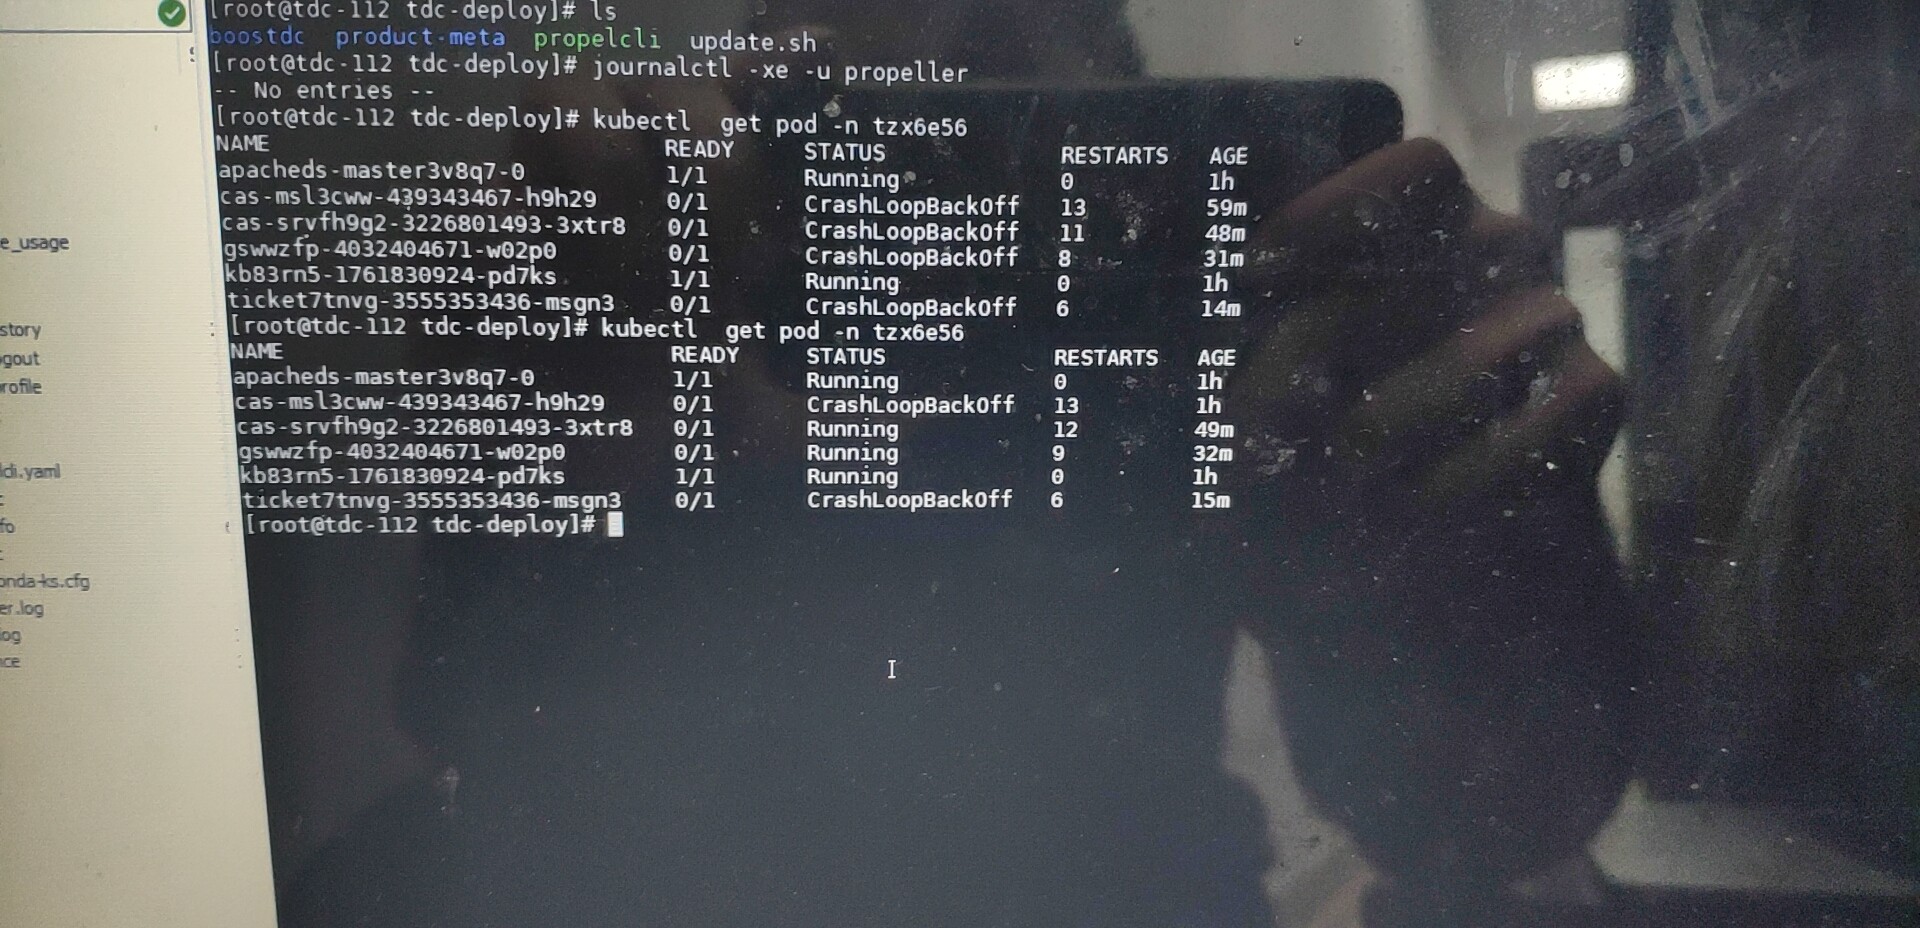 [root@tdc-112 tdc-deploy]# ls
boostdc product-meta propelcli update.sh
[root@tdc-112 tdc-deploy]# journalctl -xe -u propeller
-- No entries --
[root@tdc-112 tdc-deploy]# kubectl  get pod -n tzx6e56
NAME READY STATUS RESTARTS AGE
apacheds-master3v8q7-0 1/1 Running 0 1h
cas-msl3cww-439343467-h9h29 0/1 CrashLoopBackOff 13 59m
cas-srvfh9g2-3226801493-3xtr8 0/1 CrashLoopBackOff 11 48m
gswwzfp-4032404671-w02p0 0/1 CrashLoopBackOff 8 31m
kb83rn5-1761830924-pd7ks 1/1 Running 0 1h
ticket7tnvg-3555353436-msgn3 0/1 CrashLoopBackOff 6 14m
[root@tdc-112 tdc-deploy]# kubectl  get pod -n tzx6e56
NAME READY STATUS RESTARTS AGE
apacheds-master3v8q7-0 1/1 Running 0 1h
cas-msl3cww-439343467-h9h29 0/1 CrashLoopBackOff 13 1h
cas-srvfh9g2-3226801493-3xtr8 0/1 Running 12 49m
gswwzfp-4032404671-w02p0 0/1 Running 9 32m
kb83rn5-1761830924-pd7ks 1/1 Running 0 1h
ticket7tnvg-3555353436-msgn3 0/1 CrashLoopBackOff 6 15m
[root@tdc-112 tdc-deploy]#
e_usage
story
ogout
rofile
di.yaml
fo
onda-ks.cfg
er.log
og
ce